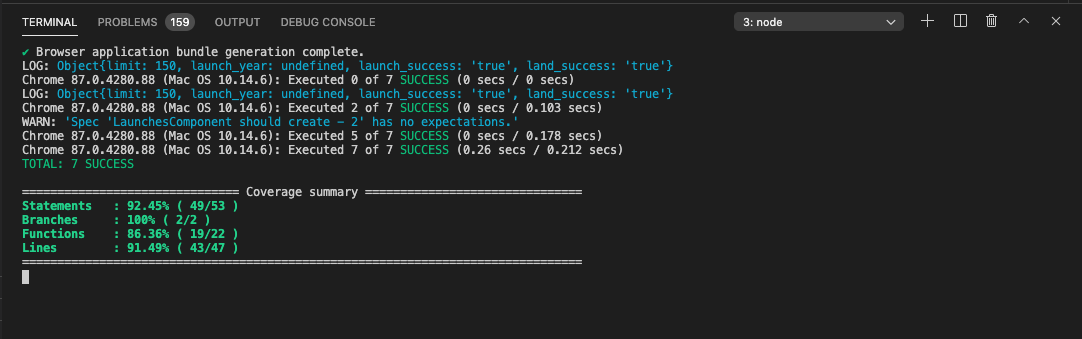 TERMINAL PROBLEMS 159 OUTPUT DEBUG CONSOLE 3: node
✔ Browser application bundle generation complete.
LOG: Object{limit: 150, launch_year: undefined, launch_success: 'true', land_success: 'true'}
Chrome 87.0.4280.88 (Mac OS 10.14.6): Executed 0 of 7 SUCCESS (0 secs / 0 secs)
LOG: Object{limit: 150, launch_year: undefined, launch_success: 'true', land_success: 'true'}
Chrome 87.0.4280.88 (Mac OS 10.14.6): Executed 2 of 7 SUCCESS (0 secs / 0.103 secs)
WARN: 'Spec 'LaunchesComponent should create - 2' has no expectations.'
Chrome 87.0.4280.88 (Mac OS 10.14.6): Executed 5 of 7 SUCCESS (0 secs / 0.178 secs)
Chrome 87.0.4280.88 (Mac OS 10.14.6): Executed 7 of 7 SUCCESS (0.26 secs / 0.212 secs)
TOTAL: 7 SUCCESS
=============================== Coverage summary ===============================
Statements   : 92.45% ( 49/53 )
Branches     : 100% ( 2/2 )
Functions    : 86.36% ( 19/22 )
Lines        : 91.49% ( 43/47 )
================================================================================